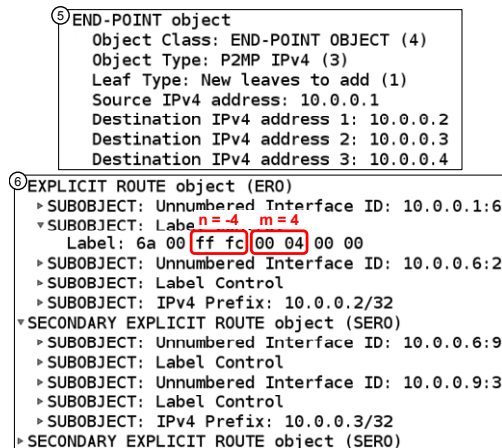 ⑤ END-POINT object
Object Class: END-POINT OBJECT (4)
Object Type: P2MP IPv4 (3)
Leaf Type: New leaves to add (1)
Source IPv4 address: 10.0.0.1
Destination IPv4 address 1: 10.0.0.2
Destination IPv4 address 2: 10.0.0.3
Destination IPv4 address 3: 10.0.0.4
⑥ EXPLICIT ROUTE object (ERO)
▹ SUBOBJECT: Unnumbered Interface ID: 10.0.0.1:6
▿ SUBOBJECT: Label
n = -4 m = 4
Label: 6a 00 ff fc 00 04 00 00
▹ SUBOBJECT: Unnumbered Interface ID: 10.0.0.6:2
▹ SUBOBJECT: Label Control
▹ SUBOBJECT: IPv4 Prefix: 10.0.0.2/32
▿ SECONDARY EXPLICIT ROUTE object (SERO)
▹ SUBOBJECT: Unnumbered Interface ID: 10.0.0.6:9
▹ SUBOBJECT: Label Control
▹ SUBOBJECT: Unnumbered Interface ID: 10.0.0.9:3
▹ SUBOBJECT: Label Control
▹ SUBOBJECT: IPv4 Prefix: 10.0.0.3/32
▹ SECONDARY EXPLICIT ROUTE object (SERO)